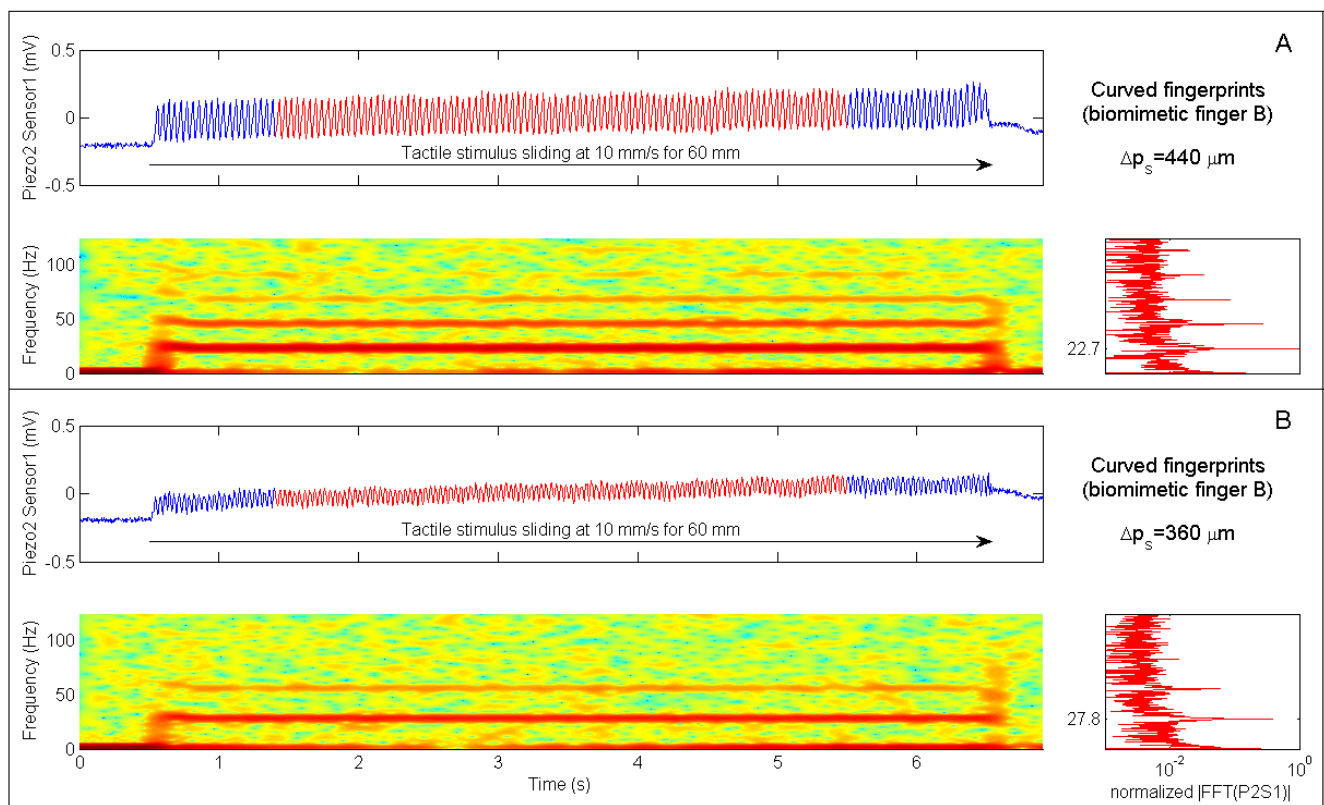 A
Piezo2 Sensor1 (mV)
0.5
0
-0.5
Tactile stimulus sliding at 10 mm/s for 60 mm
Curved fingerprints
(biomimetic finger B)
Δpₛ=440 μm
Frequency (Hz)
100
50
0
22.7
B
Piezo2 Sensor1 (mV)
0.5
0
-0.5
Tactile stimulus sliding at 10 mm/s for 60 mm
Curved fingerprints
(biomimetic finger B)
Δpₛ=360 μm
Frequency (Hz)
100
50
0
0 1 2 3 4 5 6
Time (s)
27.8
10⁻² 10⁰
normalized |FFT(P2S1)|